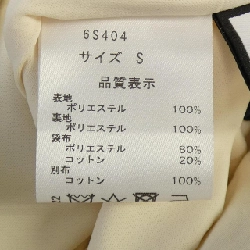 6S404
サイズ S
品質表示
表地
ポリエステル 100%
裏地
ポリエステル 100%
袋布
ポリエステル 80%
コットン 20%
別布
コットン 100%